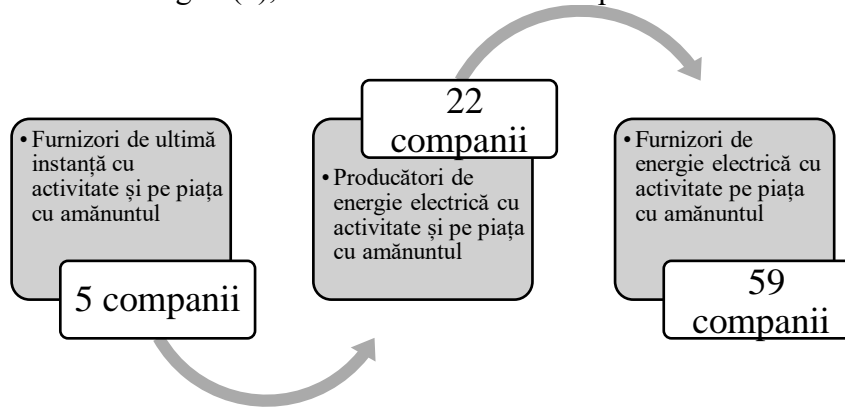 • Furnizori de ultimă
instanță cu
activitate și pe piața
cu amănuntul
5 companii
22
companii
• Producători de
energie electrică cu
activitate și pe piața
cu amănuntul
• Furnizori de
energie electrică cu
activitate pe piața
cu amănuntul
59
companii